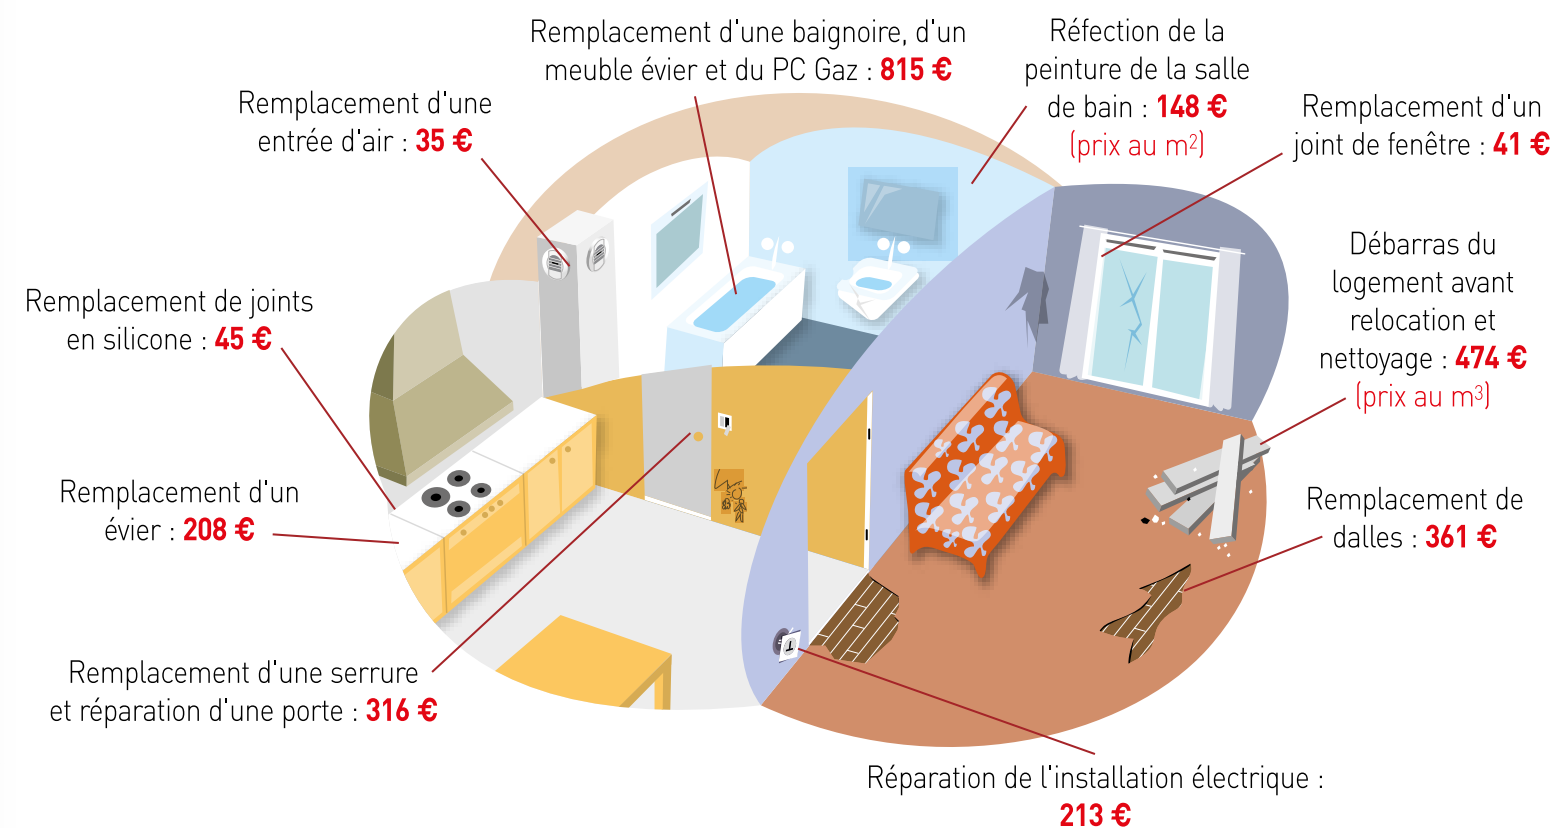 Remplacement d'une baignoire, d'un
meuble évier et du PC Gaz : 815 €
Réfection de la
peinture de la salle
de bain : 148 €
(prix au m²)
Remplacement d'une
entrée d'air : 35 €
Remplacement d'un
joint de fenêtre : 41 €
Débarras du
logement avant
relocation et
nettoyage : 474 €
(prix au m³)
Remplacement de joints
en silicone : 45 €
Remplacement d'un
évier : 208 €
Remplacement de
dalles : 361 €
Remplacement d'une serrure
et réparation d'une porte : 316 €
Réparation de l'installation électrique :
213 €